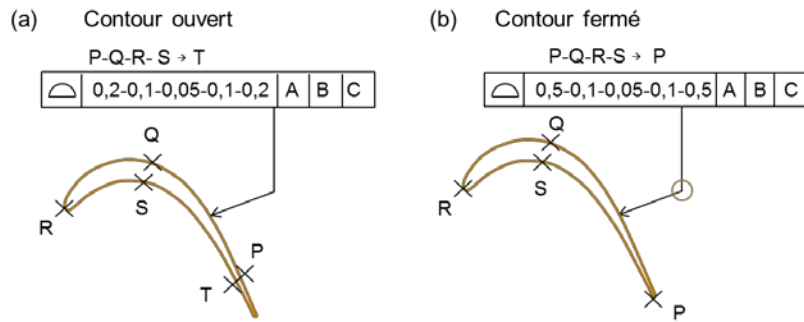 (a) Contour ouvert
P-Q-R- S → T
⌓ 0,2-0,1-0,05-0,1-0,2 A B C
Q
S
R
P
T
(b) Contour fermé
P-Q-R-S → P
⌓ 0,5-0,1-0,05-0,1-0,5 A B C
Q
S
R
P